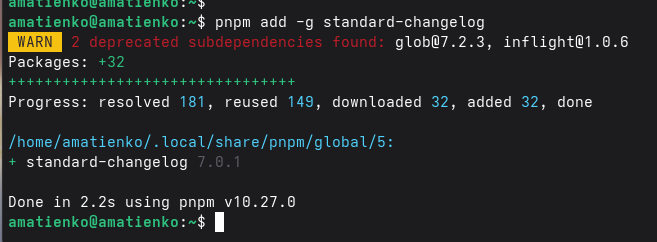 amatienko@amatienko:~$
amatienko@amatienko:~$ pnpm add -g standard-changelog
WARN 2 deprecated subdependencies found: glob@7.2.3, inflight@1.0.6
Packages: +32
++++++++++++++++++++++++++++++++
Progress: resolved 181, reused 149, downloaded 32, added 32, done
/home/amatienko/.local/share/pnpm/global/5:
+ standard-changelog 7.0.1
Done in 2.2s using pnpm v10.27.0
amatienko@amatienko:~$